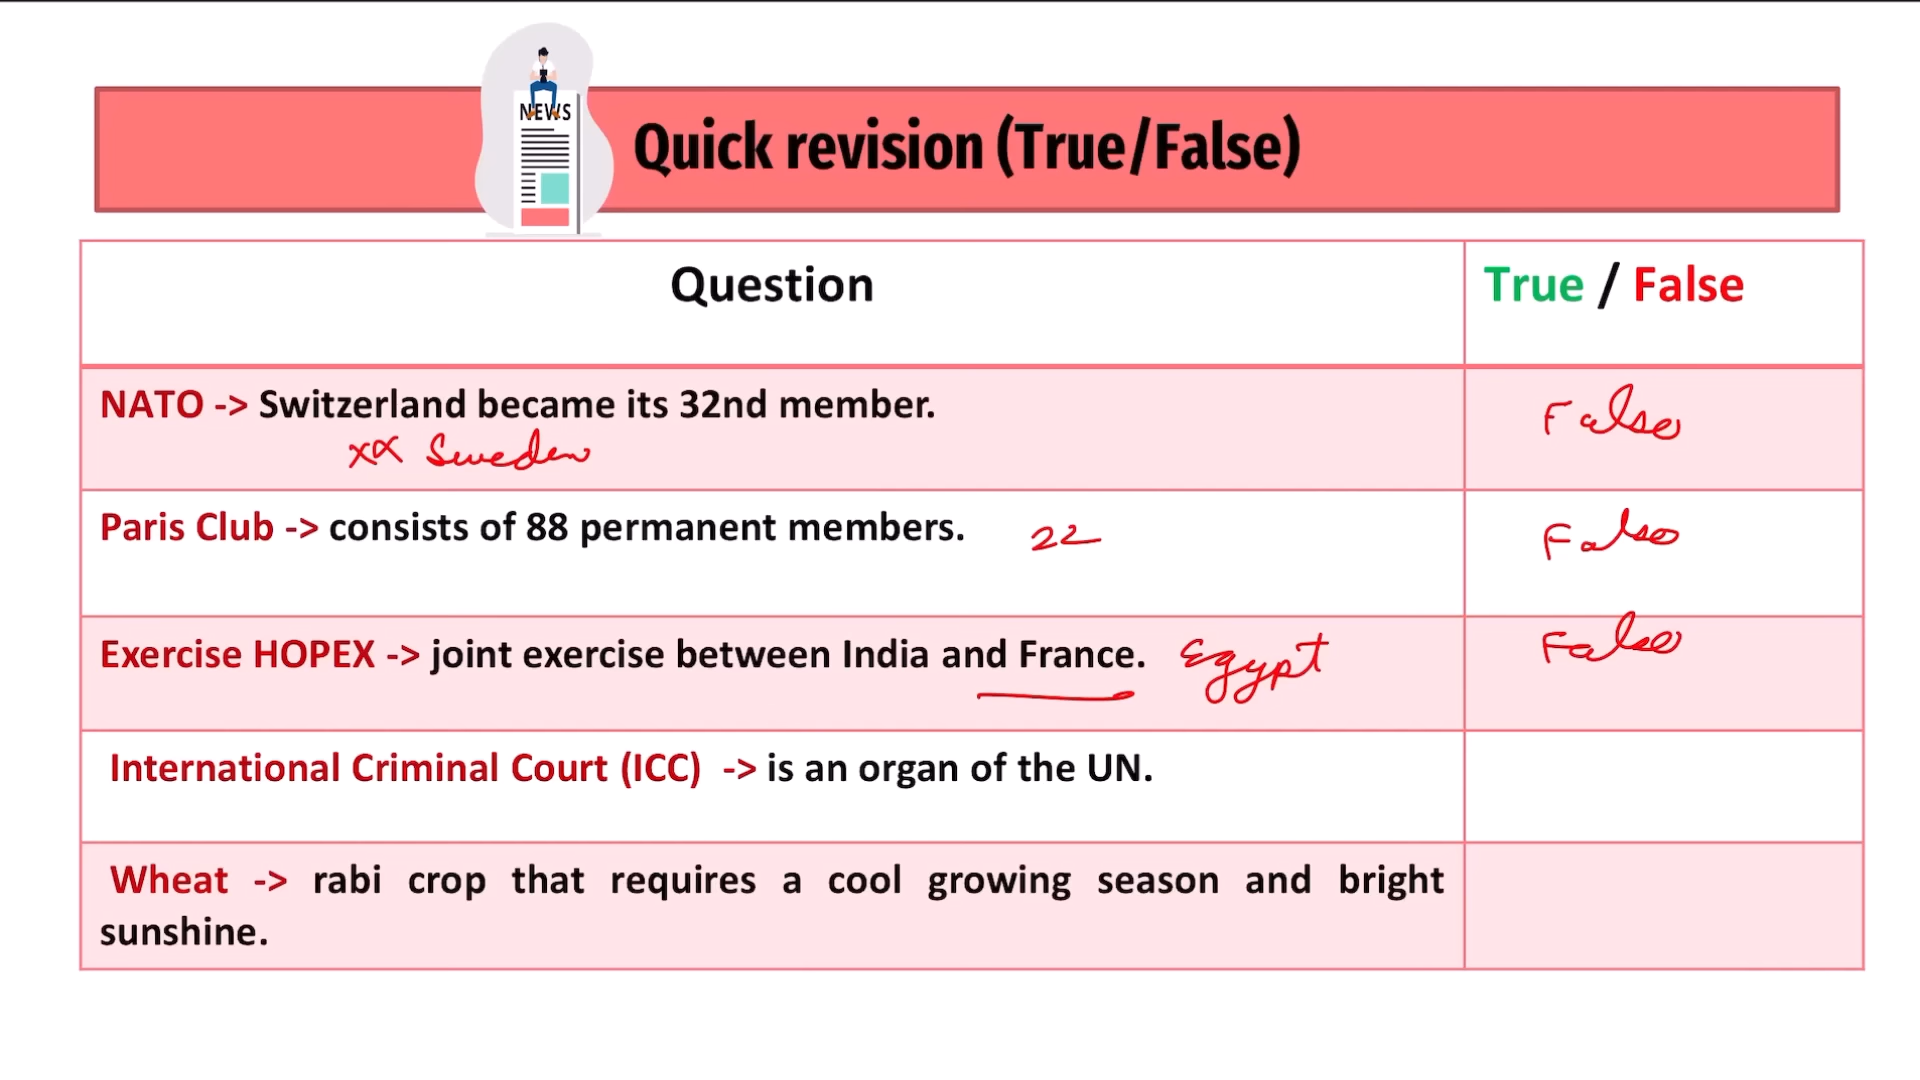 NEWS
Quick revision (True/False)
Question
True / False
NATO -> Switzerland became its 32nd member.
False
xx Sweden
Paris Club -> consists of 88 permanent members.
22
False
Exercise HOPEX -> joint exercise between India and France.
Egypt
False
International Criminal Court (ICC) -> is an organ of the UN.
Wheat -> rabi crop that requires a cool growing season and bright
sunshine.